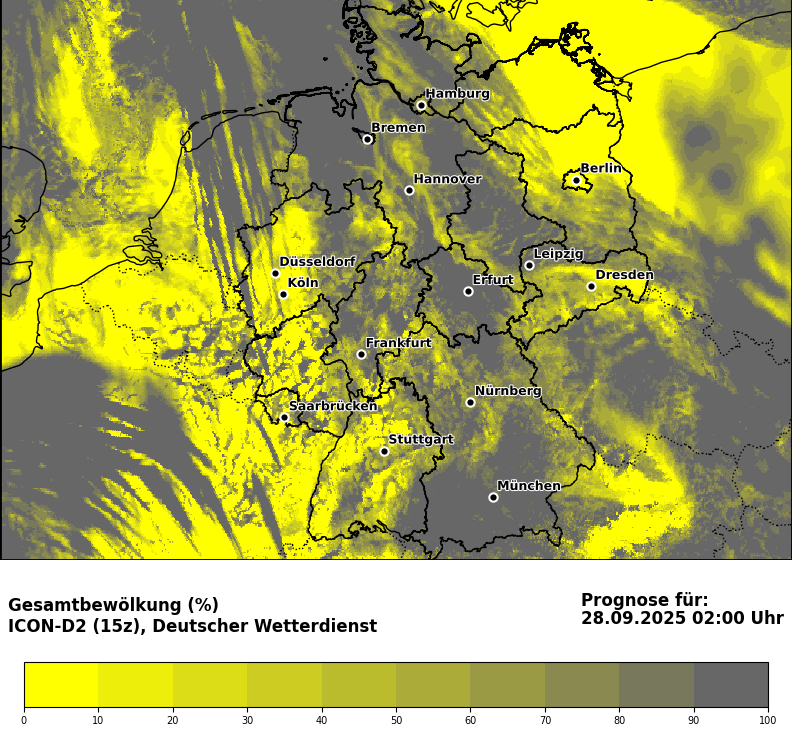 Hamburg
Bremen
Berlin
Hannover
Leipzig
Düsseldorf
Dresden
Erfurt
Köln
Frankfurt
Nürnberg
Saarbrücken
Stuttgart
München
Gesamtbewölkung (%)
ICON-D2 (15z), Deutscher Wetterdienst
Prognose für:
28.09.2025 02:00 Uhr
0 10 20 30 40 50 60 70 80 90 100